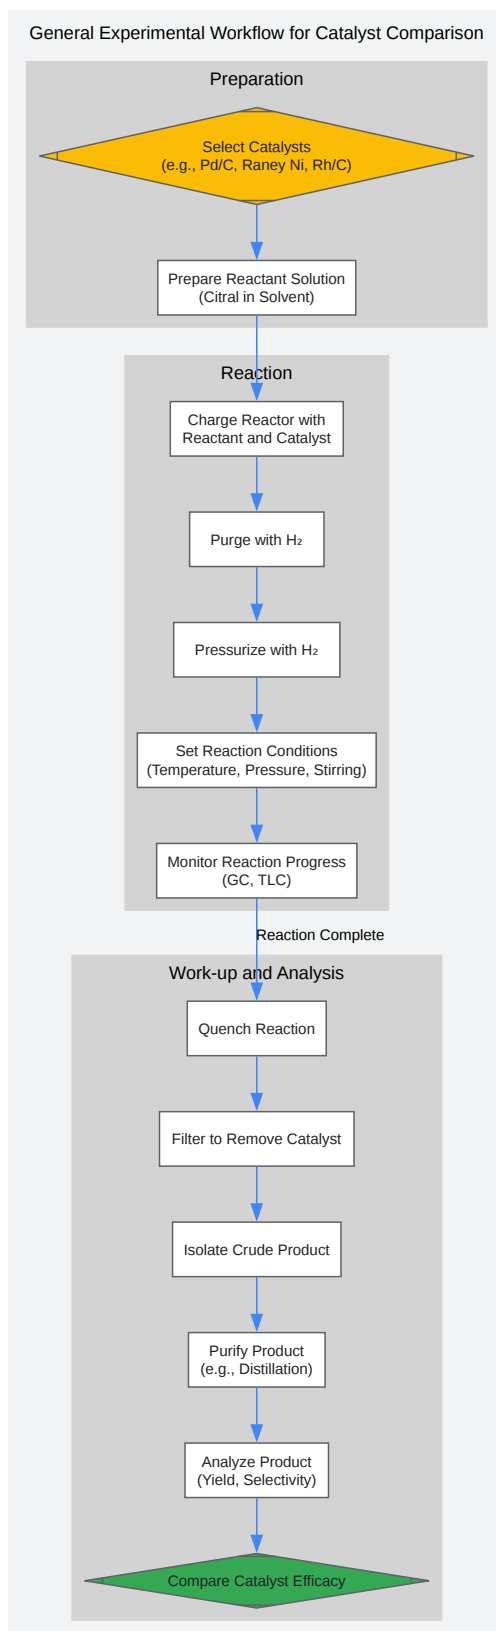 General Experimental Workflow for Catalyst Comparison
Preparation
Select Catalysts
(e.g., Pd/C, Raney Ni, Rh/C)
Prepare Reactant Solution
(Citral in Solvent)
Reaction
Charge Reactor with
Reactant and Catalyst
Purge with H₂
Pressurize with H₂
Set Reaction Conditions
(Temperature, Pressure, Stirring)
Monitor Reaction Progress
(GC, TLC)
Reaction Complete
Work-up and Analysis
Quench Reaction
Filter to Remove Catalyst
Isolate Crude Product
Purify Product
(e.g., Distillation)
Analyze Product
(Yield, Selectivity)
Compare Catalyst Efficacy